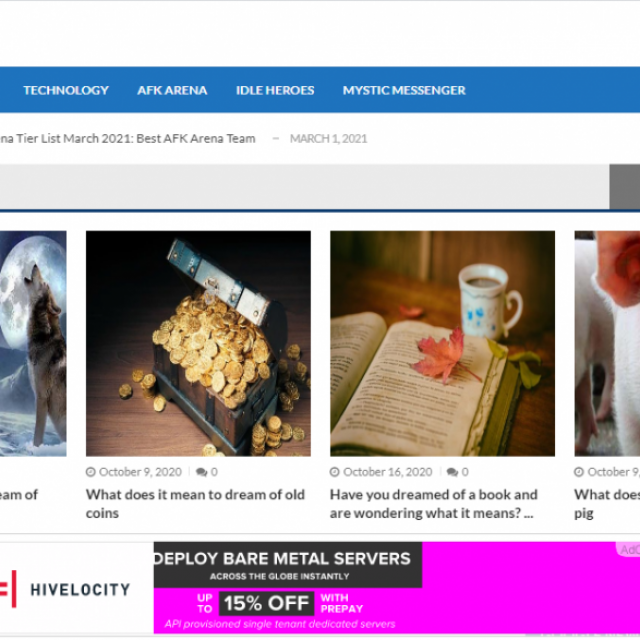 TECHNOLOGY AFK ARENA IDLE HEROES MYSTIC MESSENGER
Tier List March 2021: Best AFK Arena Team – MARCH 1, 2021
October 9, 2020 0
October 16, 2020 0
October 9,
of
What does it mean to dream of old
coins
Have you dreamed of a book and
are wondering what it means? ...
What does
pig
HIVELOCITY
DEPLOY BARE METAL SERVERS
ACROSS THE GLOBE INSTANTLY
UP
TO
15% OFF
WITH
PREPAY
API provisioned single tenant dedicated servers